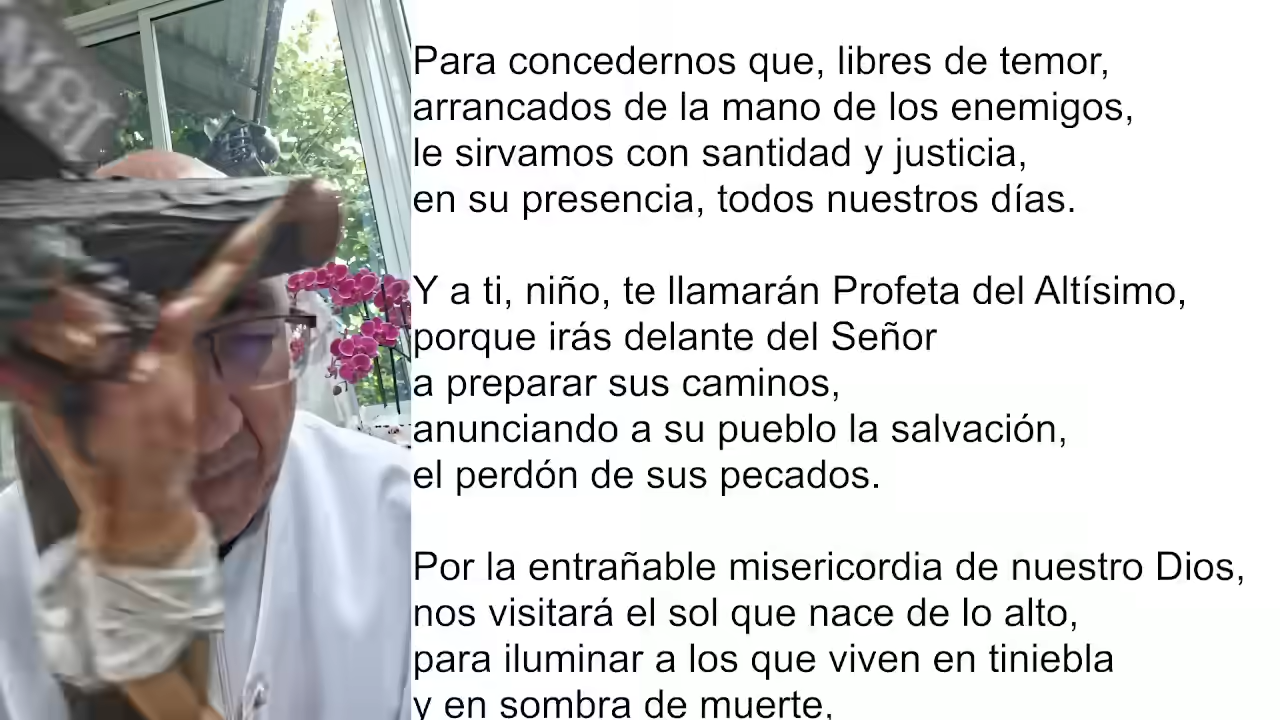 INRI
Para concedernos que, libres de temor,
arrancados de la mano de los enemigos,
le sirvamos con santidad y justicia,
en su presencia, todos nuestros días.
Y a ti, niño, te llamarán Profeta del Altísimo,
porque irás delante del Señor
a preparar sus caminos,
anunciando a su pueblo la salvación,
el perdón de sus pecados.
Por la entrañable misericordia de nuestro Dios,
nos visitará el sol que nace de lo alto,
para iluminar a los que viven en tiniebla
y en sombra de muerte,